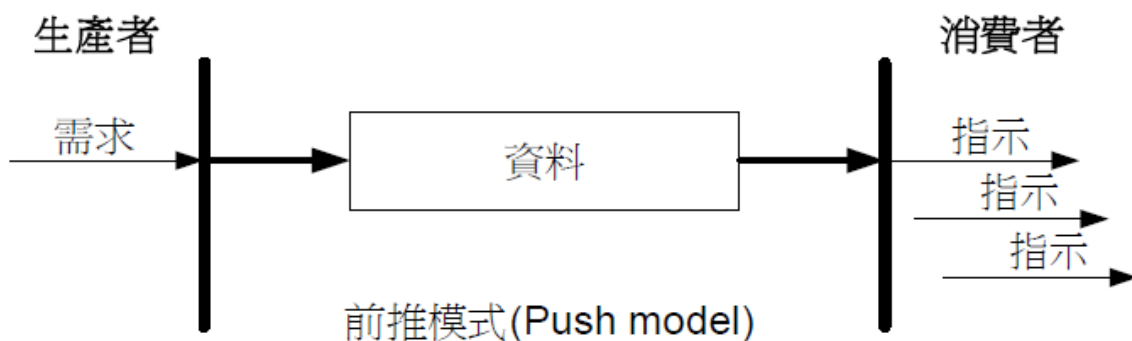 生產者
消費者
需求
資料
指示
指示
指示
前推模式(Push model)